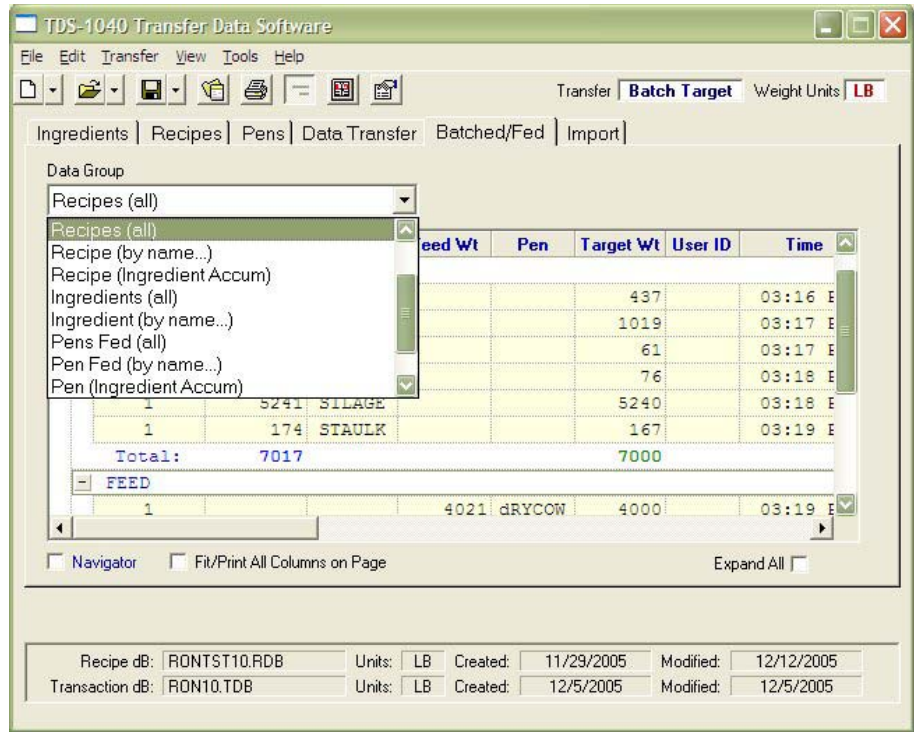 TDS-1040 Transfer Data Software
File Edit Transfer View Tools Help
Transfer Batch Target Weight Units LB
Ingredients Recipes Pens Data Transfer Batched/Fed Import
Data Group
Recipes (all)
Recipes (all)
Recipe (by name...)
Recipe (Ingredient Accum)
Ingredients (all)
Ingredient (by name...)
Pens Fed (all)
Pen Fed (by name...)
Pen (Ingredient Accum)
Feed Wt Pen Target Wt User ID Time
437 03:16
1019 03:17
61 03:17
76 03:18
1 5241 SILAGE 5240 03:18
1 174 STAULK 167 03:19
Total: 7017 7000
FEED
1 4021 dRYCOW 4000 03:19
Navigator Fit/Print All Columns on Page Expand All
Recipe dB: RONTST10.RDB Units: LB Created: 11/29/2005 Modified: 12/12/2005
Transaction dB: RON10.TDB Units: LB Created: 12/5/2005 Modified: 12/5/2005